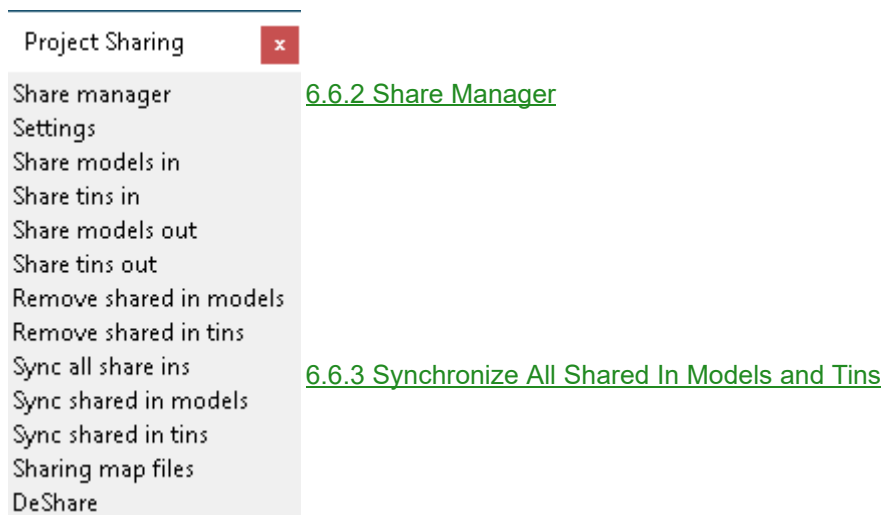 Project Sharing
x
Share manager 6.6.2 Share Manager
Settings
Share models in
Share tins in
Share models out
Share tins out
Remove shared in models
Remove shared in tins
Sync all share ins 6.6.3 Synchronize All Shared In Models and Tins
Sync shared in models
Sync shared in tins
Sharing map files
DeShare